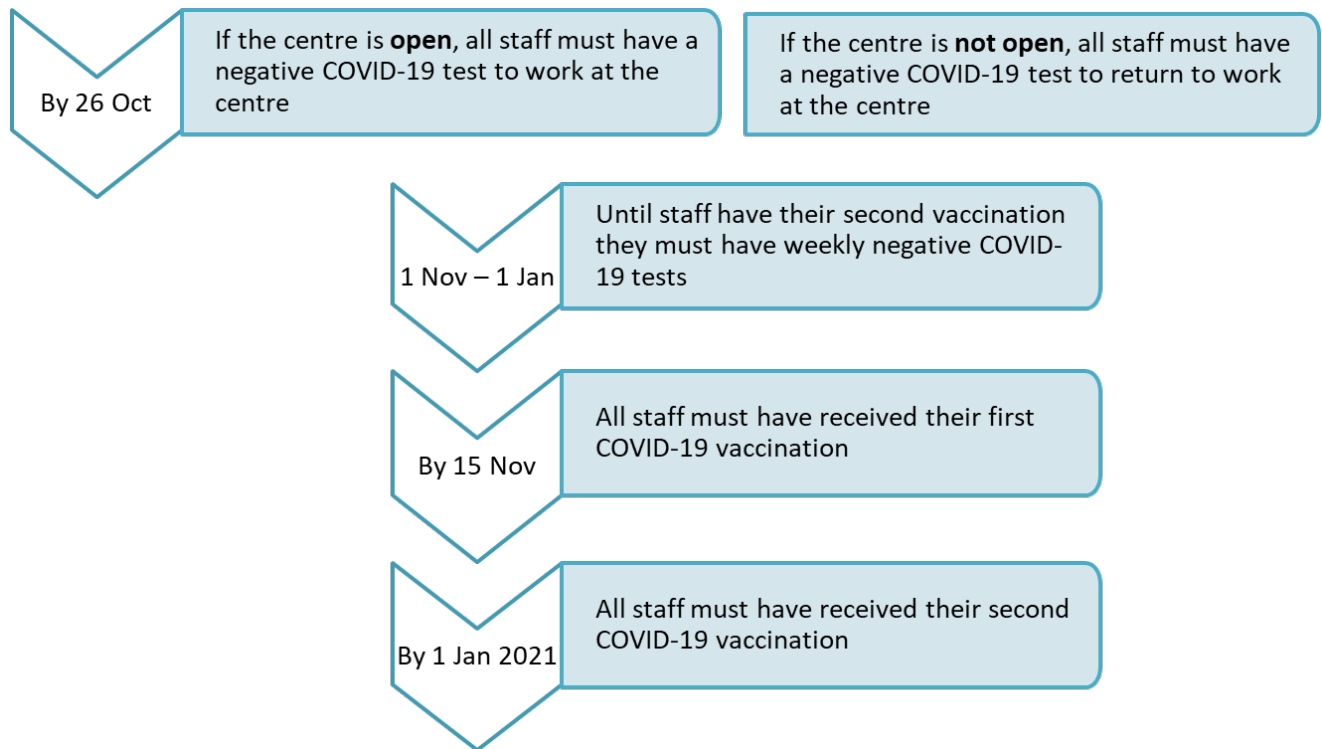 By 26 Oct
If the centre is open, all staff must have a
negative COVID-19 test to work at the
centre
If the centre is not open, all staff must have
a negative COVID-19 test to return to work
at the centre
1 Nov – 1 Jan
Until staff have their second vaccination
they must have weekly negative COVID-
19 tests
By 15 Nov
All staff must have received their first
COVID-19 vaccination
By 1 Jan 2021
All staff must have received their second
COVID-19 vaccination